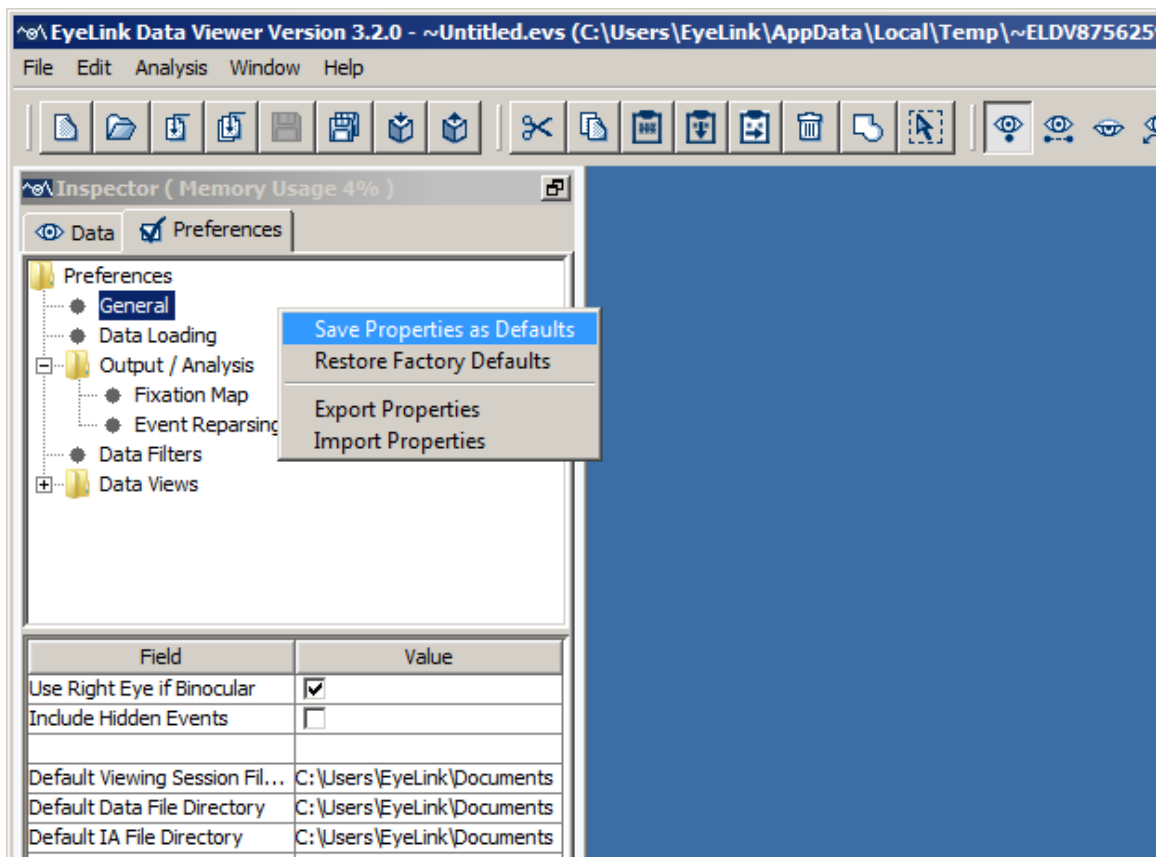 EyeLink Data Viewer Version 3.2.0 - ~Untitled.evs (C:\Users\EyeLink\AppData\Local\Temp\~ELDV875625
File Edit Analysis Window Help
Inspector ( Memory Usage 4% )
Data Preferences
Preferences
General
Save Properties as Defaults
Data Loading
Restore Factory Defaults
Output / Analysis
Fixation Map
Export Properties
Event Reparsing
Import Properties
Data Filters
Data Views
Field Value
Use Right Eye if Binocular
Include Hidden Events
Default Viewing Session Fil... C:\Users\EyeLink\Documents
Default Data File Directory C:\Users\EyeLink\Documents
Default IA File Directory C:\Users\EyeLink\Documents